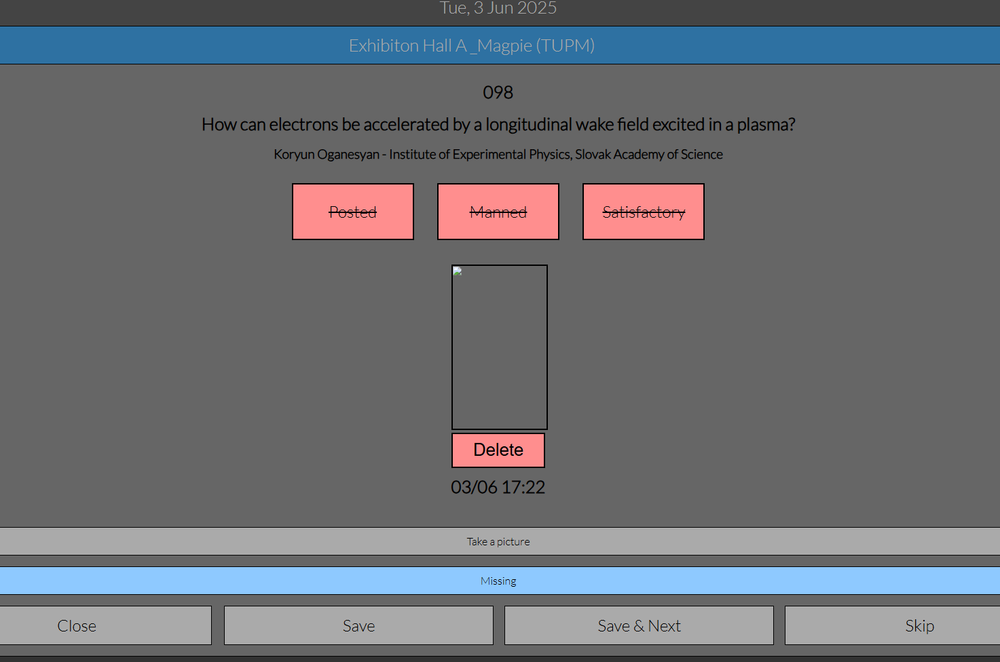 Tue, 3 Jun 2025
Exhibiton Hall A _Magpie (TUPM)
098
How can electrons be accelerated by a longitudinal wake field excited in a plasma?
Koryun Oganesyan - Institute of Experimental Physics, Slovak Academy of Science
Posted Manned Satisfactory
Delete
03/06 17:22
Take a picture
Missing
Close Save Save & Next Skip